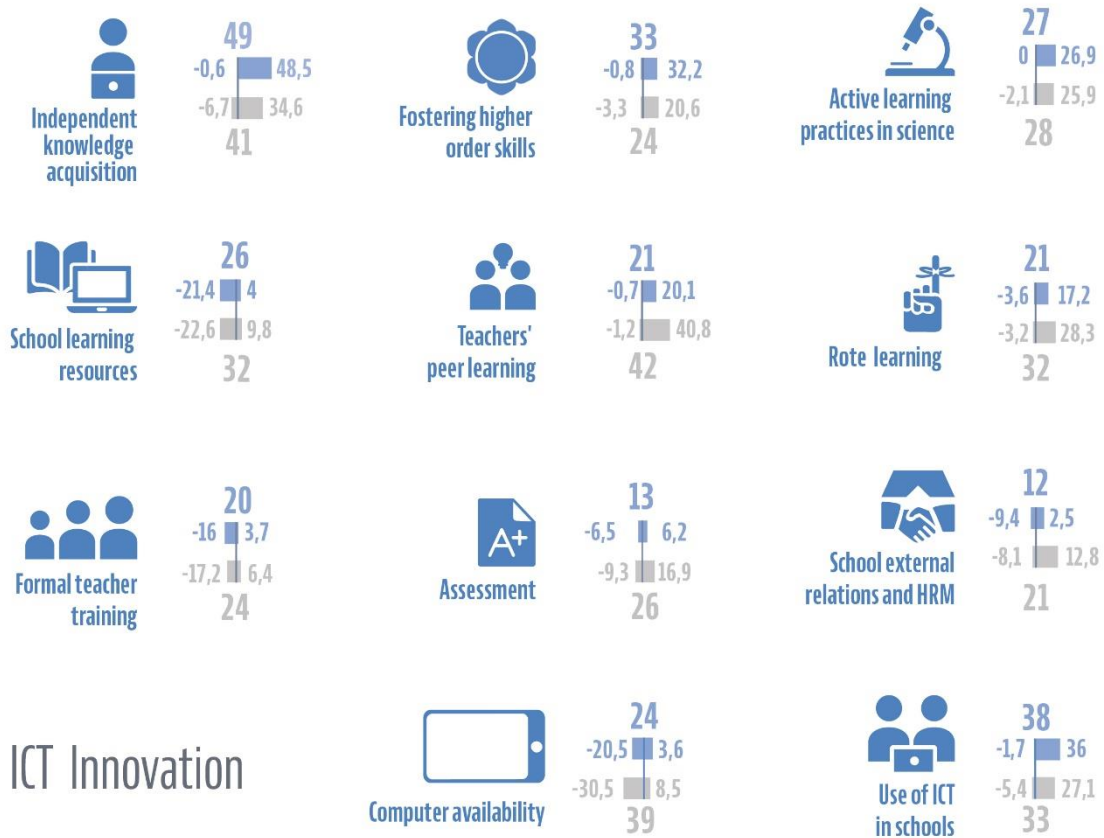 49
-0,6 48,5
-6,7 34,6
41
Independent
knowledge
acquisition
33
-0,8 32,2
-3,3 20,6
24
Fostering higher
order skills
27
0 26,9
-2,1 25,9
28
Active learning
practices in science
26
-21,4 4
-22,6 9,8
32
School learning
resources
21
-0,7 20,1
-1,2 40,8
42
Teachers'
peer learning
21
-3,6 17,2
-3,2 28,3
32
Rote learning
20
-16 3,7
-17,2 6,4
24
Formal teacher
training
A+
13
-6,5 6,2
-9,3 16,9
26
Assessment
12
-9,4 2,5
-8,1 12,8
21
School external
relations and HRM
ICT Innovation
24
-20,5 3,6
-30,5 8,5
39
Computer availability
38
-1,7 36
-5,4 27,1
33
Use of ICT
in schools